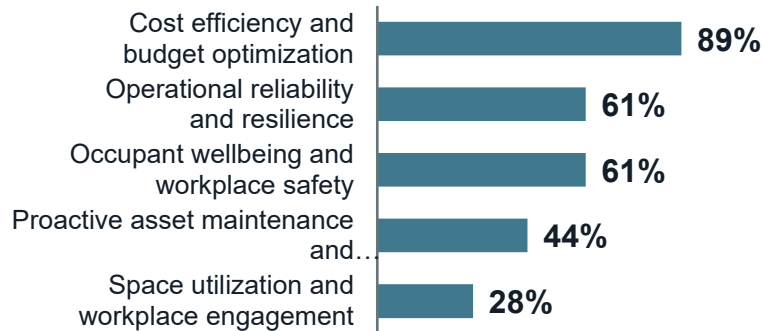 Cost efficiency and
budget optimization
89%
Operational reliability
and resilience
61%
Occupant wellbeing and
workplace safety
61%
Proactive asset maintenance
and…
44%
Space utilization and
workplace engagement
28%